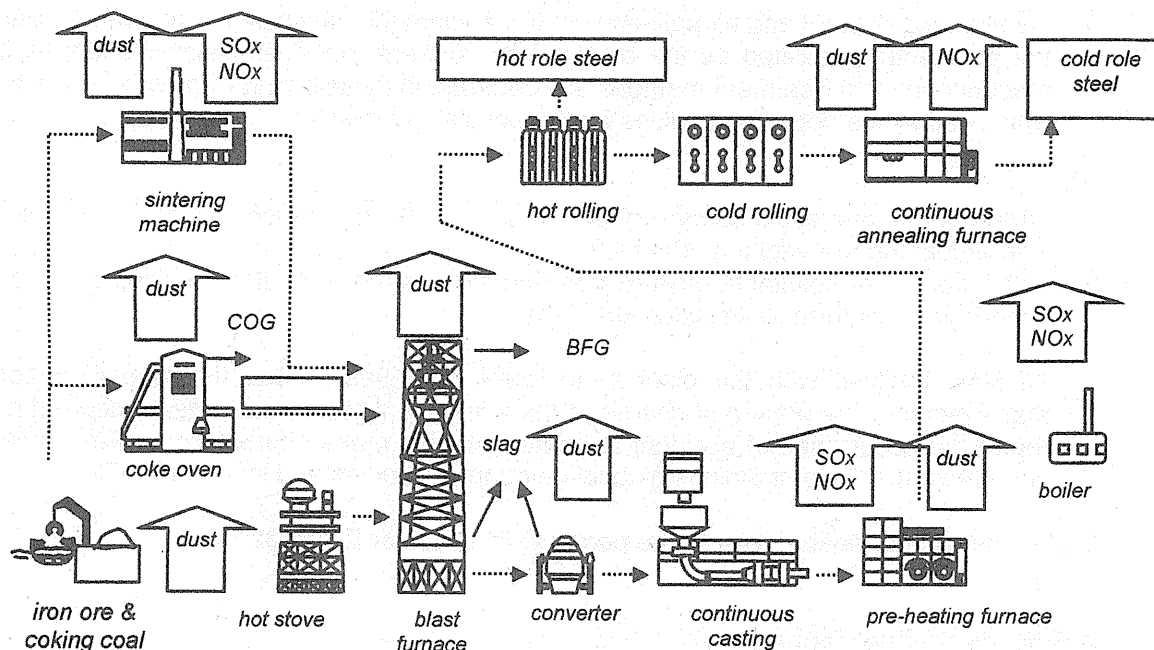 dust
SOx
NOx
hot role steel
dust
NOx
cold role
steel
sintering
machine
hot rolling
cold rolling
continuous
annealing furnace
dust
COG
dust
BFG
SOx
NOx
coke oven
slag
dust
SOx
NOx
dust
boiler
dust
iron ore &
coking coal
hot stove
blast
furnace
converter
continuous
casting
pre-heating furnace